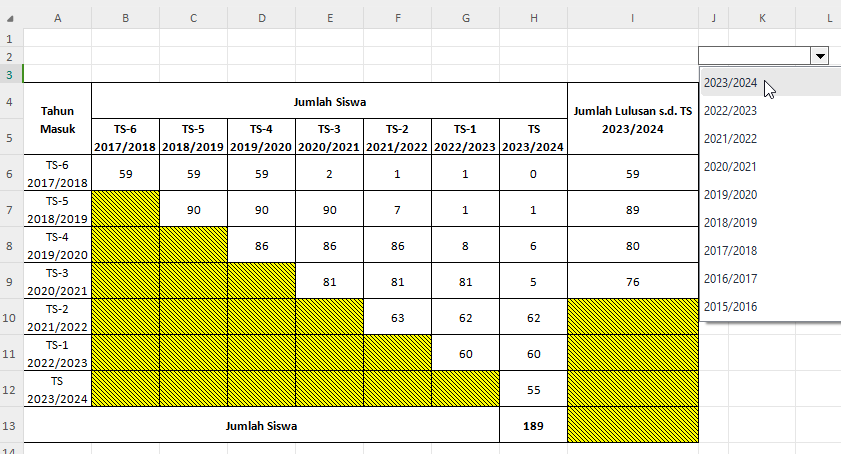 A B C D E F G H I J K L
1
2
3
2023/2024
4 Tahun Masuk Jumlah Siswa Jumlah Lulusan s.d. TS 2023/2024
2022/2023
5 TS-6 2017/2018 TS-5 2018/2019 TS-4 2019/2020 TS-3 2020/2021 TS-2 2021/2022 TS-1 2022/2023 TS 2023/2024
2021/2022
6 TS-6 2017/2018 59 59 59 2 1 1 0 59
2020/2021
7 TS-5 2018/2019 90 90 90 7 1 1 89
2019/2020
2018/2019
8 TS-4 2019/2020 86 86 86 8 6 80
2017/2018
9 TS-3 2020/2021 81 81 81 5 76
2016/2017
2015/2016
10 TS-2 2021/2022 63 62 62
11 TS-1 2022/2023 60 60
12 TS 2023/2024 55
13 Jumlah Siswa 189
14